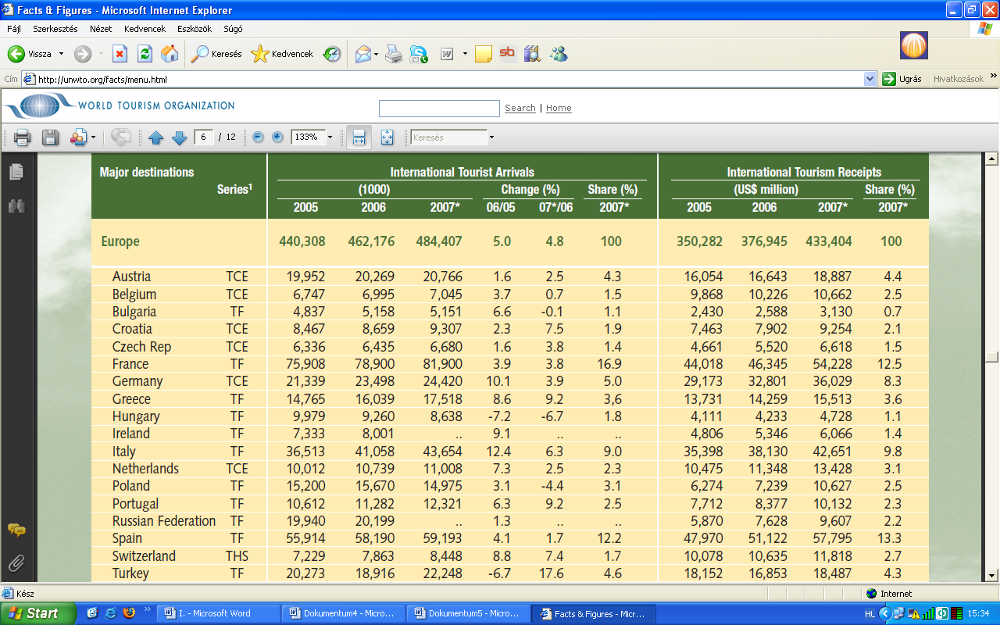 Facts & Figures - Microsoft Internet Explorer
Fájl Szerkesztés Nézet Kedvencek Eszközök Súgó
Vissza Keresés Kedvencek
Cím http://unwto.org/facts/menu.html Ugrás Hivatkozások »
WORLD TOURISM ORGANIZATION Search | Home
6 / 12 133% Keresés
Major destinations International Tourist Arrivals International Tourism Receipts
Series¹ (1000) Change (%) Share (%) (US$ million) Share (%)
2005 2006 2007* 06/05 07*/06 2007* 2005 2006 2007* 2007*
Europe 440,308 462,176 484,407 5.0 4.8 100 350,282 376,945 433,404 100
Austria TCE 19,952 20,269 20,766 1.6 2.5 4.3 16,054 16,643 18,887 4.4
Belgium TCE 6,747 6,995 7,045 3.7 0.7 1.5 9,868 10,226 10,662 2.5
Bulgaria TF 4,837 5,158 5,151 6.6 -0.1 1.1 2,430 2,588 3,130 0.7
Croatia TCE 8,467 8,659 9,307 2.3 7.5 1.9 7,463 7,902 9,254 2.1
Czech Rep TCE 6,336 6,435 6,680 1.6 3.8 1.4 4,661 5,520 6,618 1.5
France TF 75,908 78,900 81,900 3.9 3.8 16.9 44,018 46,345 54,228 12.5
Germany TCE 21,339 23,498 24,420 10.1 3.9 5.0 29,173 32,801 36,029 8.3
Greece TF 14,765 16,039 17,518 8.6 9.2 3,6 13,731 14,259 15,513 3.6
Hungary TF 9,979 9,260 8,638 -7.2 -6.7 1.8 4,111 4,233 4,728 1.1
Ireland TF 7,333 8,001 .. 9.1 .. .. 4,806 5,346 6,066 1.4
Italy TF 36,513 41,058 43,654 12.4 6.3 9.0 35,398 38,130 42,651 9.8
Netherlands TCE 10,012 10,739 11,008 7.3 2.5 2.3 10,475 11,348 13,428 3.1
Poland TF 15,200 15,670 14,975 3.1 -4.4 3.1 6,274 7,239 10,627 2.5
Portugal TF 10,612 11,282 12,321 6.3 9.2 2.5 7,712 8,377 10,132 2.3
Russian Federation TF 19,940 20,199 .. 1.3 .. .. 5,870 7,628 9,607 2.2
Spain TF 55,914 58,190 59,193 4.1 1.7 12.2 47,970 51,122 57,795 13.3
Switzerland THS 7,229 7,863 8,448 8.8 7.4 1.7 10,078 10,635 11,818 2.7
Turkey TF 20,273 18,916 22,248 -6.7 17.6 4.6 18,152 16,853 18,487 4.3
Kész Internet
Start » I. - Microsoft Word Dokumentum4 - Micro... Dokumentum5 - Micro... Facts & Figures - Micr... HL 15:34